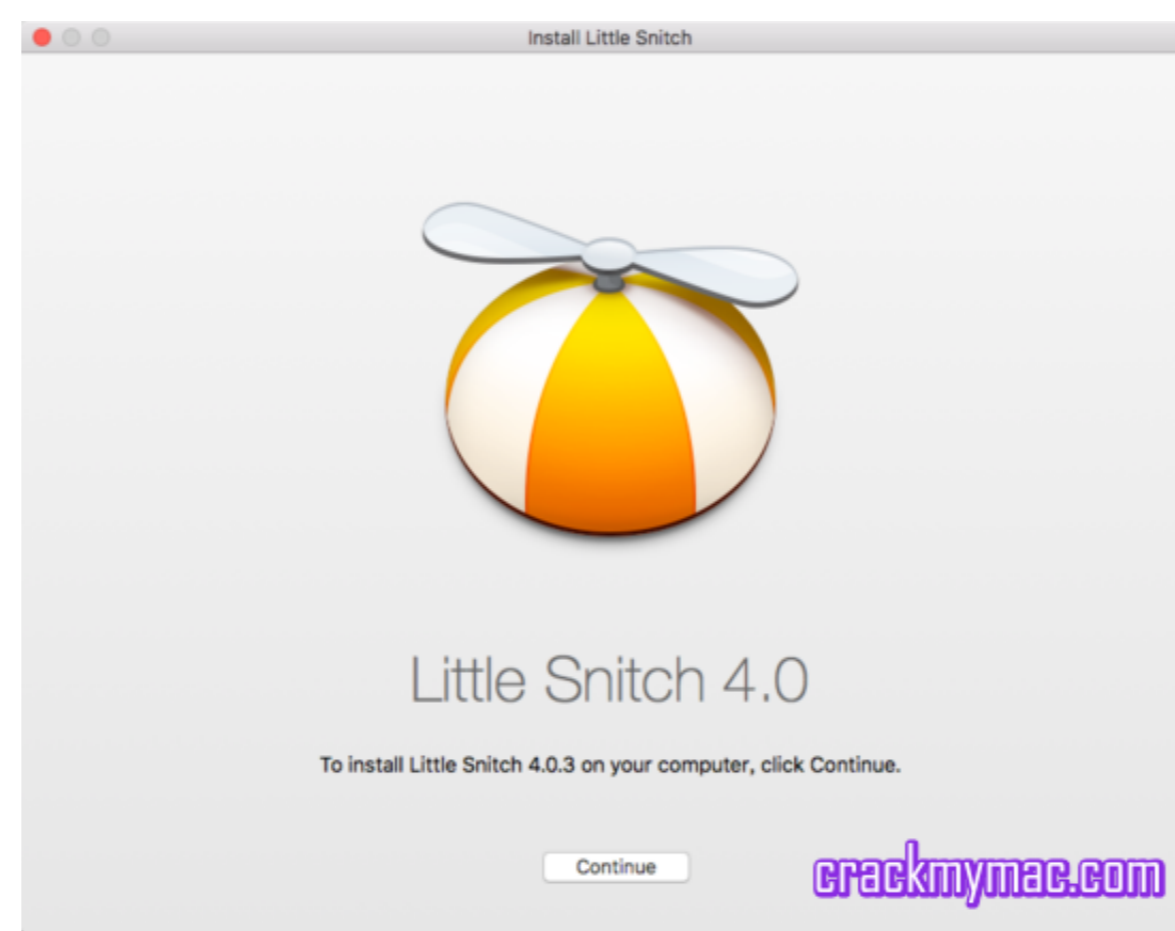 Install Little Snitch
Little Snitch 4.0
To install Little Snitch 4.0.3 on your computer, click Continue.
Continue
crackmymac.com